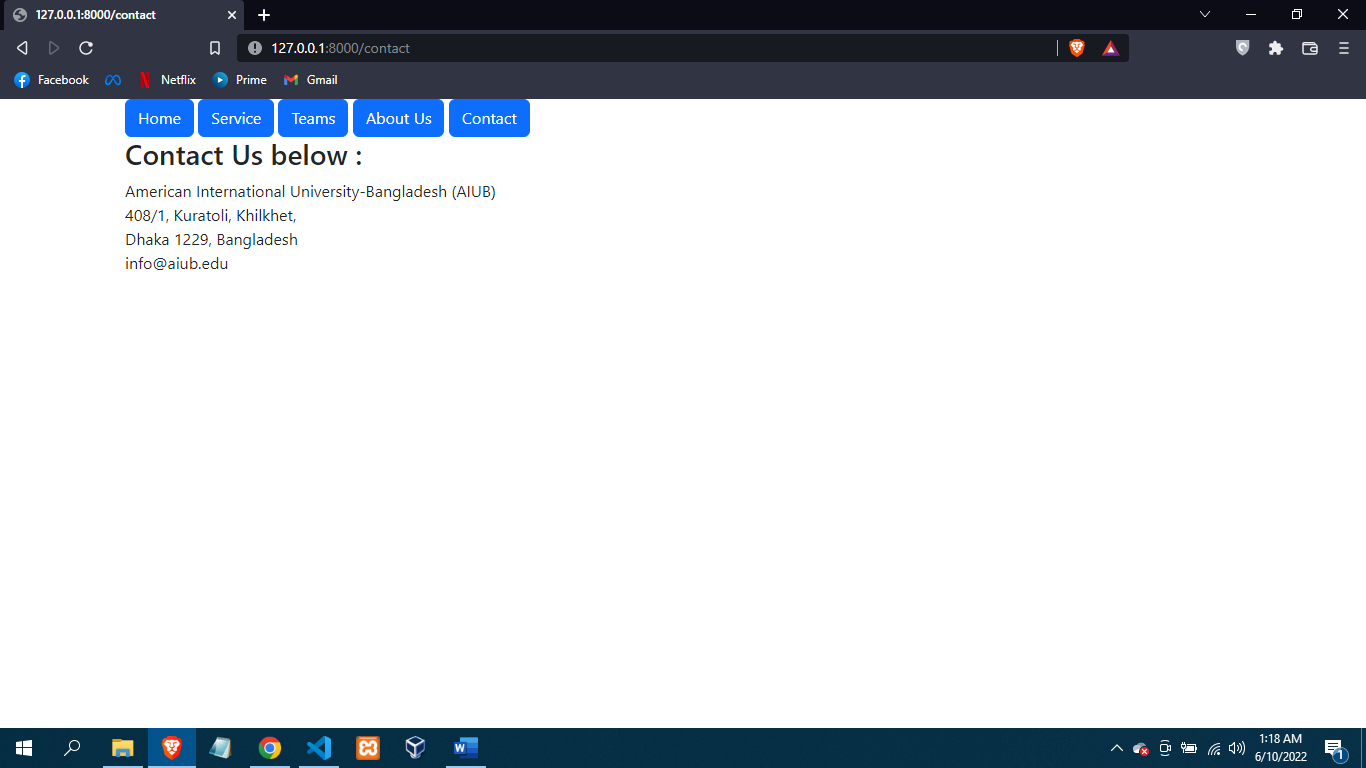 127.0.0.1:8000/contact
127.0.0.1:8000/contact
Facebook Netflix Prime Gmail
Home Service Teams About Us Contact
Contact Us below :
American International University-Bangladesh (AIUB)
408/1, Kuratoli, Khilkhet,
Dhaka 1229, Bangladesh
info@aiub.edu
1:18 AM
6/10/2022
1